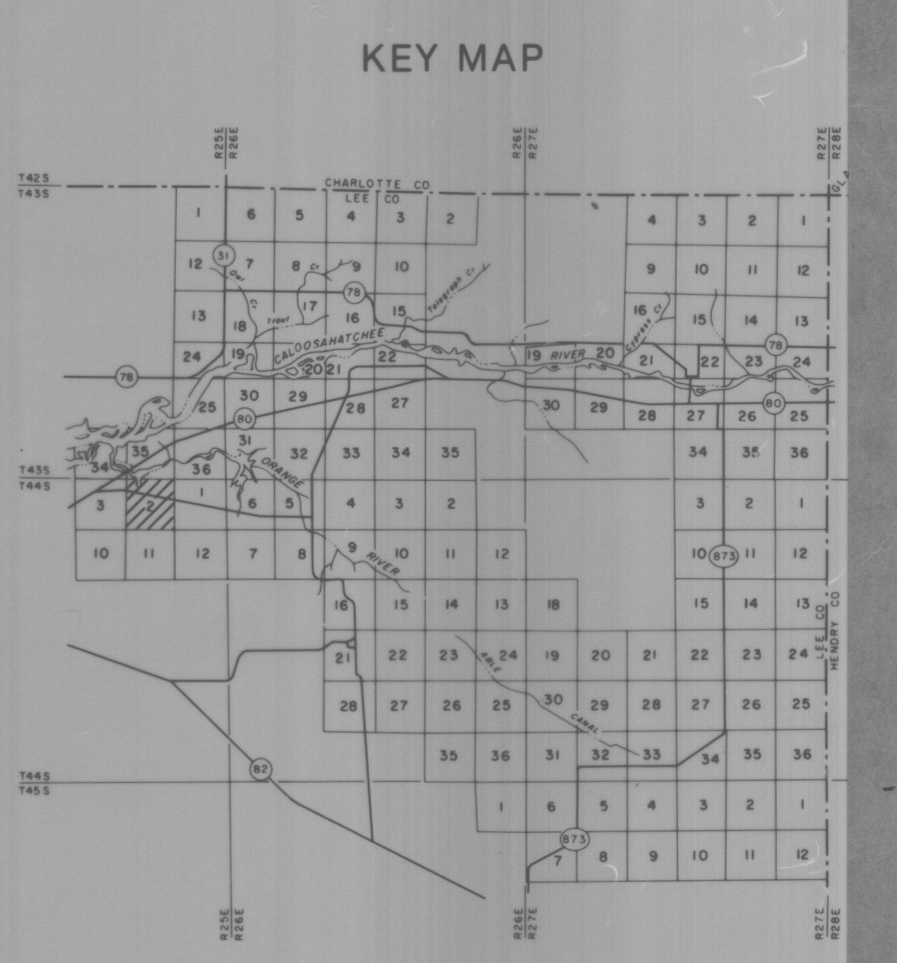 KEY MAP
R25E R26E R26E R27E R27E R28E
T42S
T43S
CHARLOTTE CO
LEE CO
1 6 5 4 3 2 4 3 2 1
31
12 7 8 Cr 9 10 9 10 11 12
Owl Cr Telegraph Cr
78
13 18 Trout 17 16 15 16 Cypress Cr 15 14 13
CALOOSAHATCHEE RIVER
24 19 20 21 22 19 20 21 22 23 24
78
78
25 30 29 28 27 30 29 28 27 26 25
80
80
34 35 36 31 32 33 34 35 34 35 36
ORANGE RIVER
T43S
T44S
3 2 1 6 5 4 3 2 3 2 1
10 11 12 7 8 9 10 11 12 10 11 12
873
16 15 14 13 18 15 14 13
LEE CO
HENDRY CO
21 22 23 24 19 20 21 22 23 24
ABLE CANAL
28 27 26 25 30 29 28 27 26 25
35 36 31 32 33 34 35 36
82
T44S
T45S
1 6 5 4 3 2 1
873
7 8 9 10 11 12
R25E R26E R26E R27E R27E R28E